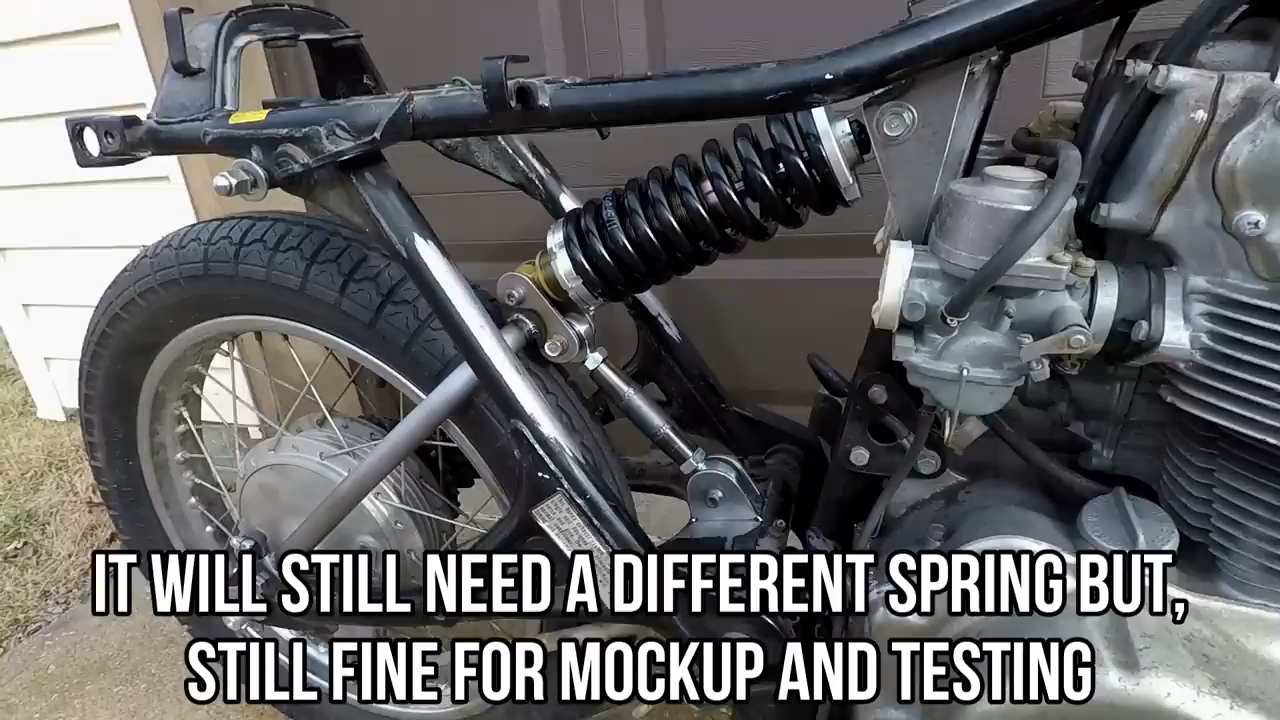 IT WILL STILL NEED A DIFFERENT SPRING BUT,
STILL FINE FOR MOCKUP AND TESTING